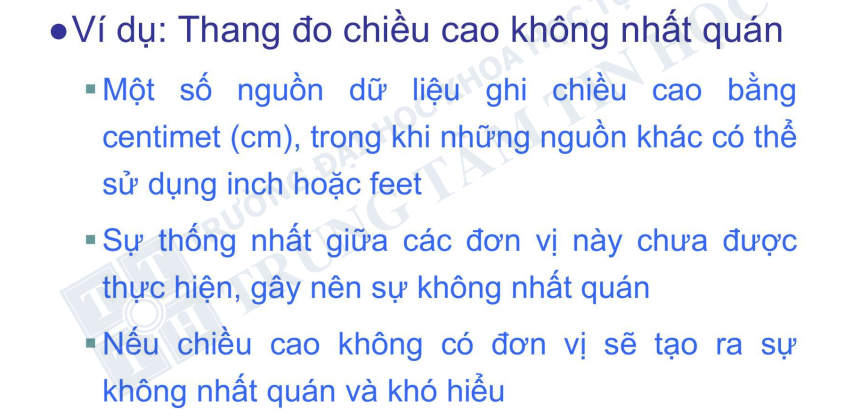 ●Ví dụ: Thang đo chiều cao không nhất quán
▪Một số nguồn dữ liệu ghi chiều cao bằng
centimet (cm), trong khi những nguồn khác có thể
sử dụng inch hoặc feet
▪Sự thống nhất giữa các đơn vị này chưa được
thực hiện, gây nên sự không nhất quán
▪Nếu chiều cao không có đơn vị sẽ tạo ra sự
không nhất quán và khó hiểu
TRƯỜNG ĐẠI HỌC KHOA HỌC
TRUNG TÂM TIN HỌC